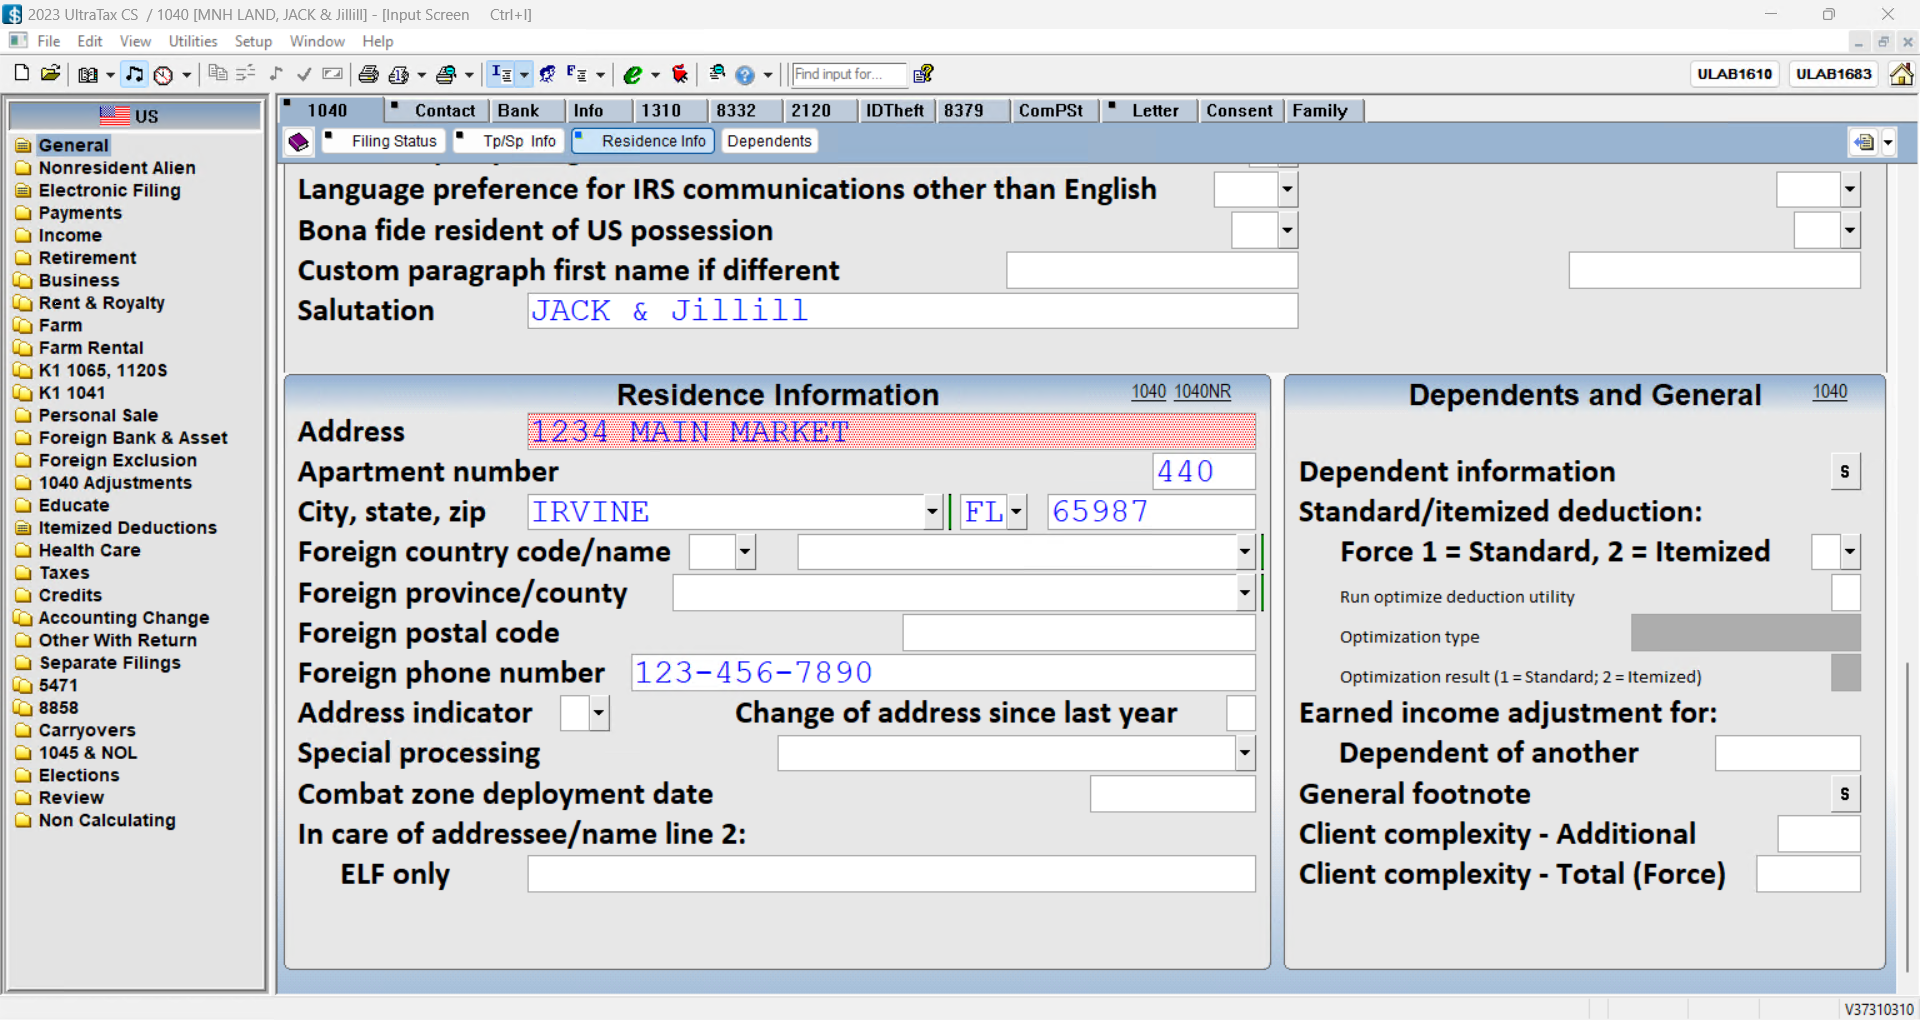 2023 UltraTax CS / 1040 [MNH LAND, JACK & Jillill] - [Input Screen Ctrl+I]
File Edit View Utilities Setup Window Help
Find input for...
ULAB1610 ULAB1683
US
General
Nonresident Alien
Electronic Filing
Payments
Income
Retirement
Business
Rent & Royalty
Farm
Farm Rental
K1 1065, 1120S
K1 1041
Personal Sale
Foreign Bank & Asset
Foreign Exclusion
1040 Adjustments
Educate
Itemized Deductions
Health Care
Taxes
Credits
Accounting Change
Other With Return
Separate Filings
5471
8858
Carryovers
1045 & NOL
Elections
Review
Non Calculating
1040 Contact Bank Info 1310 8332 2120 IDTheft 8379 ComPSt Letter Consent Family
Filing Status Tp/Sp Info Residence Info Dependents
Language preference for IRS communications other than English
Bona fide resident of US possession
Custom paragraph first name if different
Salutation JACK & Jillill
Residence Information 1040 1040NR
Address 1234 MAIN MARKET
Apartment number 440
City, state, zip IRVINE FL 65987
Foreign country code/name
Foreign province/county
Foreign postal code
Foreign phone number 123-456-7890
Address indicator Change of address since last year
Special processing
Combat zone deployment date
In care of addressee/name line 2:
ELF only
Dependents and General 1040
Dependent information S
Standard/itemized deduction:
Force 1 = Standard, 2 = Itemized
Run optimize deduction utility
Optimization type
Optimization result (1 = Standard; 2 = Itemized)
Earned income adjustment for:
Dependent of another
General footnote S
Client complexity - Additional
Client complexity - Total (Force)
V37310310